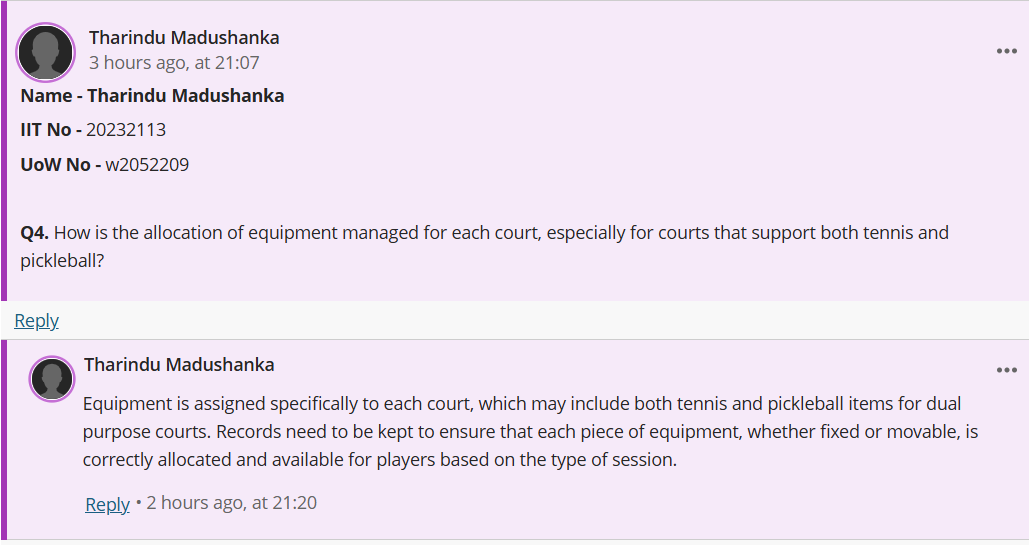 Tharindu Madushanka
3 hours ago, at 21:07
Name - Tharindu Madushanka
IIT No - 20232113
UoW No - w2052209
Q4. How is the allocation of equipment managed for each court, especially for courts that support both tennis and
pickleball?
Reply
Tharindu Madushanka
Equipment is assigned specifically to each court, which may include both tennis and pickleball items for dual
purpose courts. Records need to be kept to ensure that each piece of equipment, whether fixed or movable, is
correctly allocated and available for players based on the type of session.
Reply • 2 hours ago, at 21:20